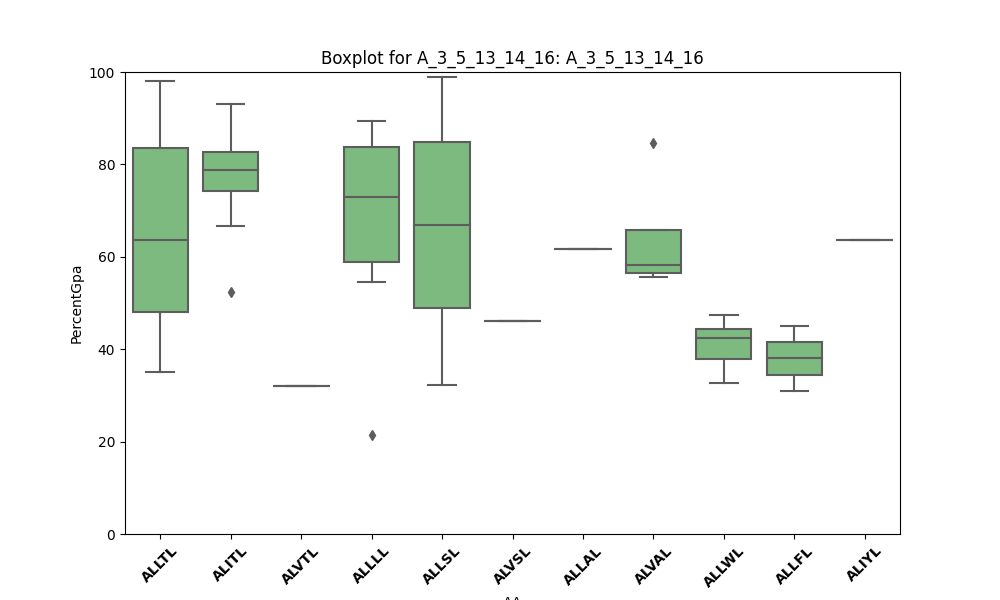 Boxplot for A_3_5_13_14_16: A_3_5_13_14_16
100
80
60
40
20
0
PercentGpa
ALLTL
ALITL
ALVTL
ALLLL
ALLSL
ALVSL
ALLAL
ALVAL
ALLWL
ALLFL
ALIYL